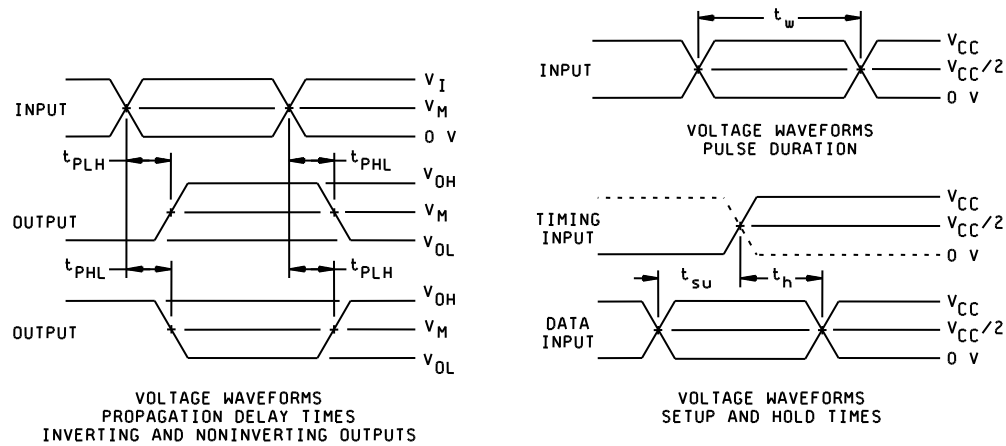 INPUT
V_I
V_M
0 V
t_PLH
t_PHL
V_OH
OUTPUT
V_M
V_OL
t_PHL
t_PLH
V_OH
OUTPUT
V_M
V_OL
VOLTAGE WAVEFORMS
PROPAGATION DELAY TIMES
INVERTING AND NONINVERTING OUTPUTS
t_w
V_CC
INPUT
V_CC/2
0 V
VOLTAGE WAVEFORMS
PULSE DURATION
V_CC
TIMING
INPUT
V_CC/2
0 V
t_su
t_h
V_CC
DATA
INPUT
V_CC/2
0 V
VOLTAGE WAVEFORMS
SETUP AND HOLD TIMES